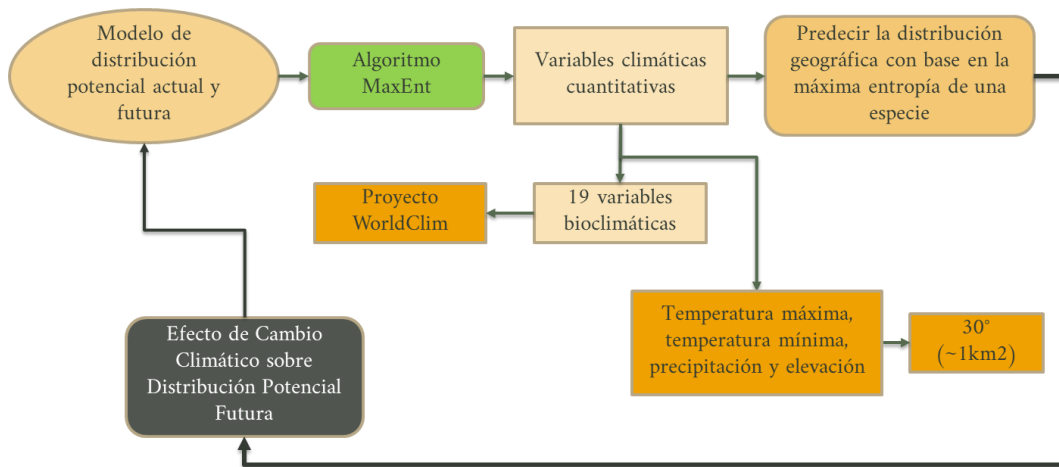 Modelo de
distribución
potencial actual y
futura
Algoritmo
MaxEnt
Variables climáticas
cuantitativas
Predecir la distribución
geográfica con base en la
máxima entropía de una
especie
Proyecto
WorldClim
19 variables
bioclimáticas
Temperatura máxima,
temperatura mínima,
precipitación y elevación
30°
(~1km2)
Efecto de Cambio
Climático sobre
Distribución Potencial
Futura